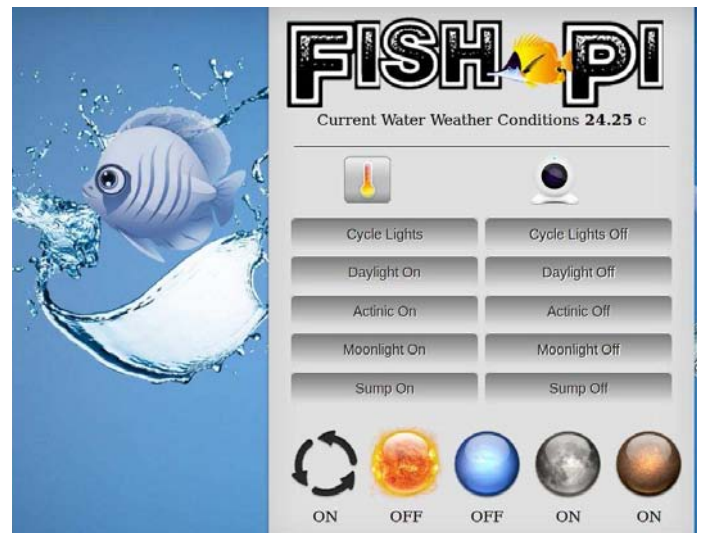 FISH PI
Current Water Weather Conditions 24.25 c
Cycle Lights Cycle Lights Off
Daylight On Daylight Off
Actinic On Actinic Off
Moonlight On Moonlight Off
Sump On Sump Off
ON OFF OFF ON ON